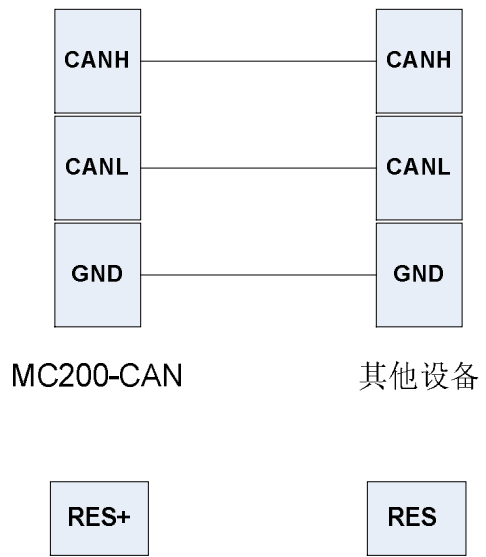 CANH CANH
CANL CANL
GND GND
MC200-CAN 其他设备
RES+ RES